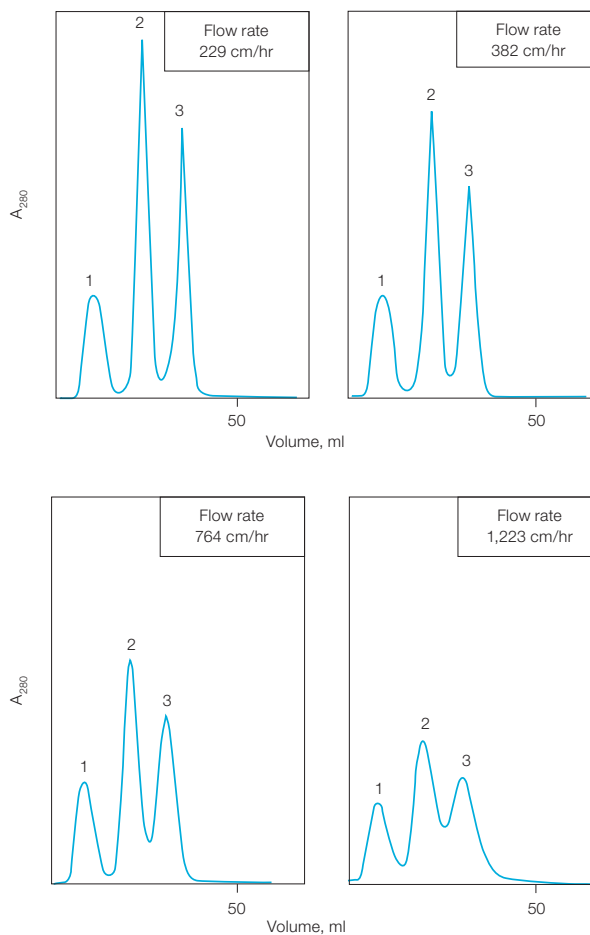 Flow rate
229 cm/hr
2
3
1
A280
50
Flow rate
382 cm/hr
2
3
1
50
Volume, ml
Flow rate
764 cm/hr
2
3
1
A280
50
Flow rate
1,223 cm/hr
2
3
1
50
Volume, ml